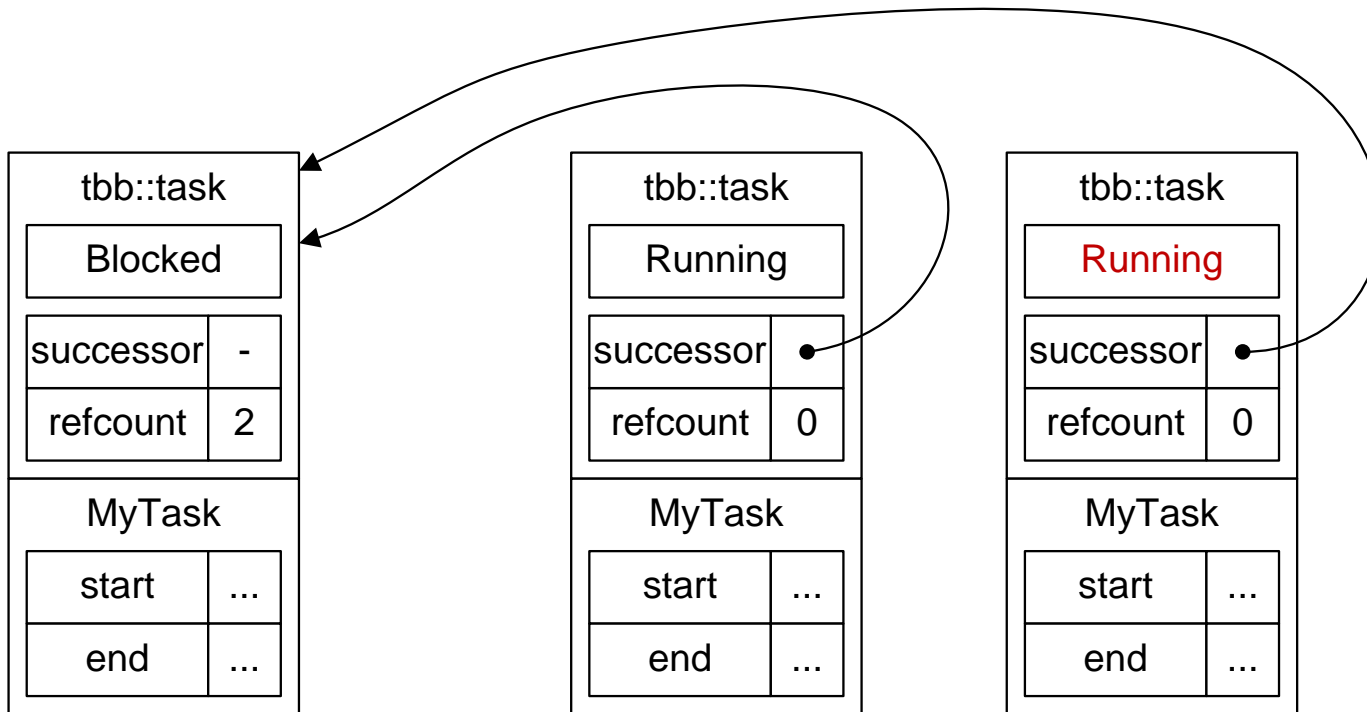 tbb::task
Blocked
successor -
refcount 2
MyTask
start ...
end ...
tbb::task
Running
successor
refcount 0
MyTask
start ...
end ...
tbb::task
Running
successor
refcount 0
MyTask
start ...
end ...